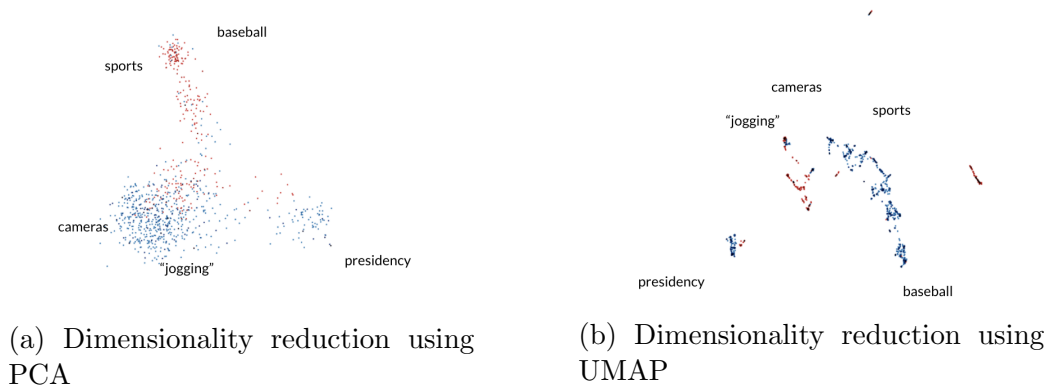 baseball
sports
cameras
"jogging"
presidency
(a) Dimensionality reduction using
PCA
cameras
sports
"jogging"
presidency
baseball
(b) Dimensionality reduction using
UMAP